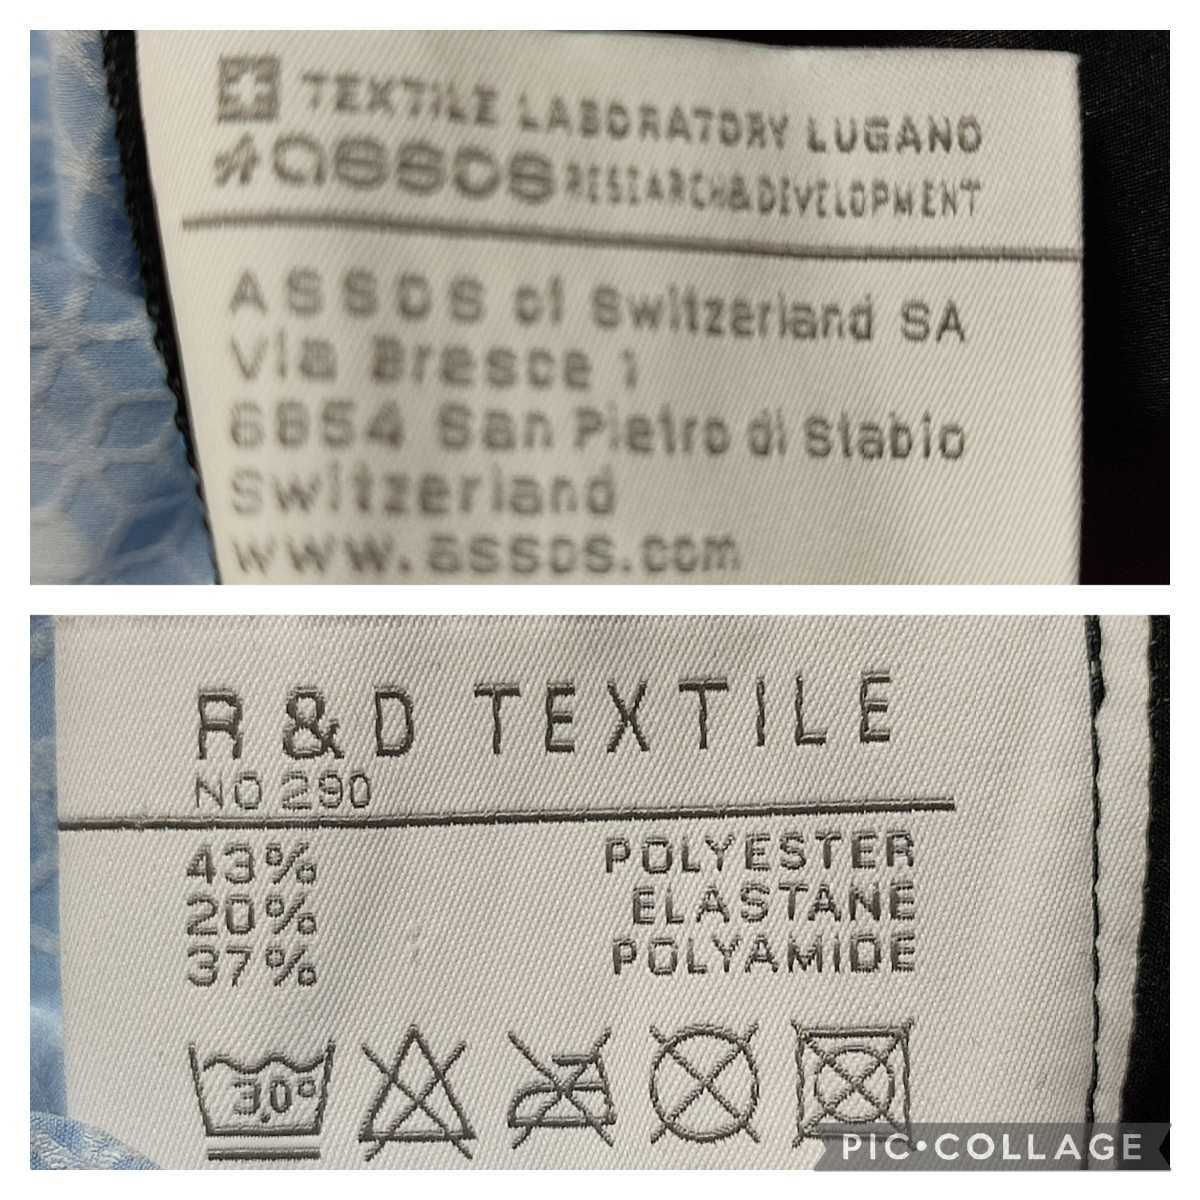 TEXTILE LABORATORY LUGANO
assos RESEARCH&DEVELOPMENT
ASSOS of Switzerland SA
Via Bresce 1
6854 San Pietro di Stabio
Switzerland
www.assos.com
R & D TEXTILE
NO 290
43% POLYESTER
20% ELASTANE
37% POLYAMIDE
30°
PIC•COLLAGE